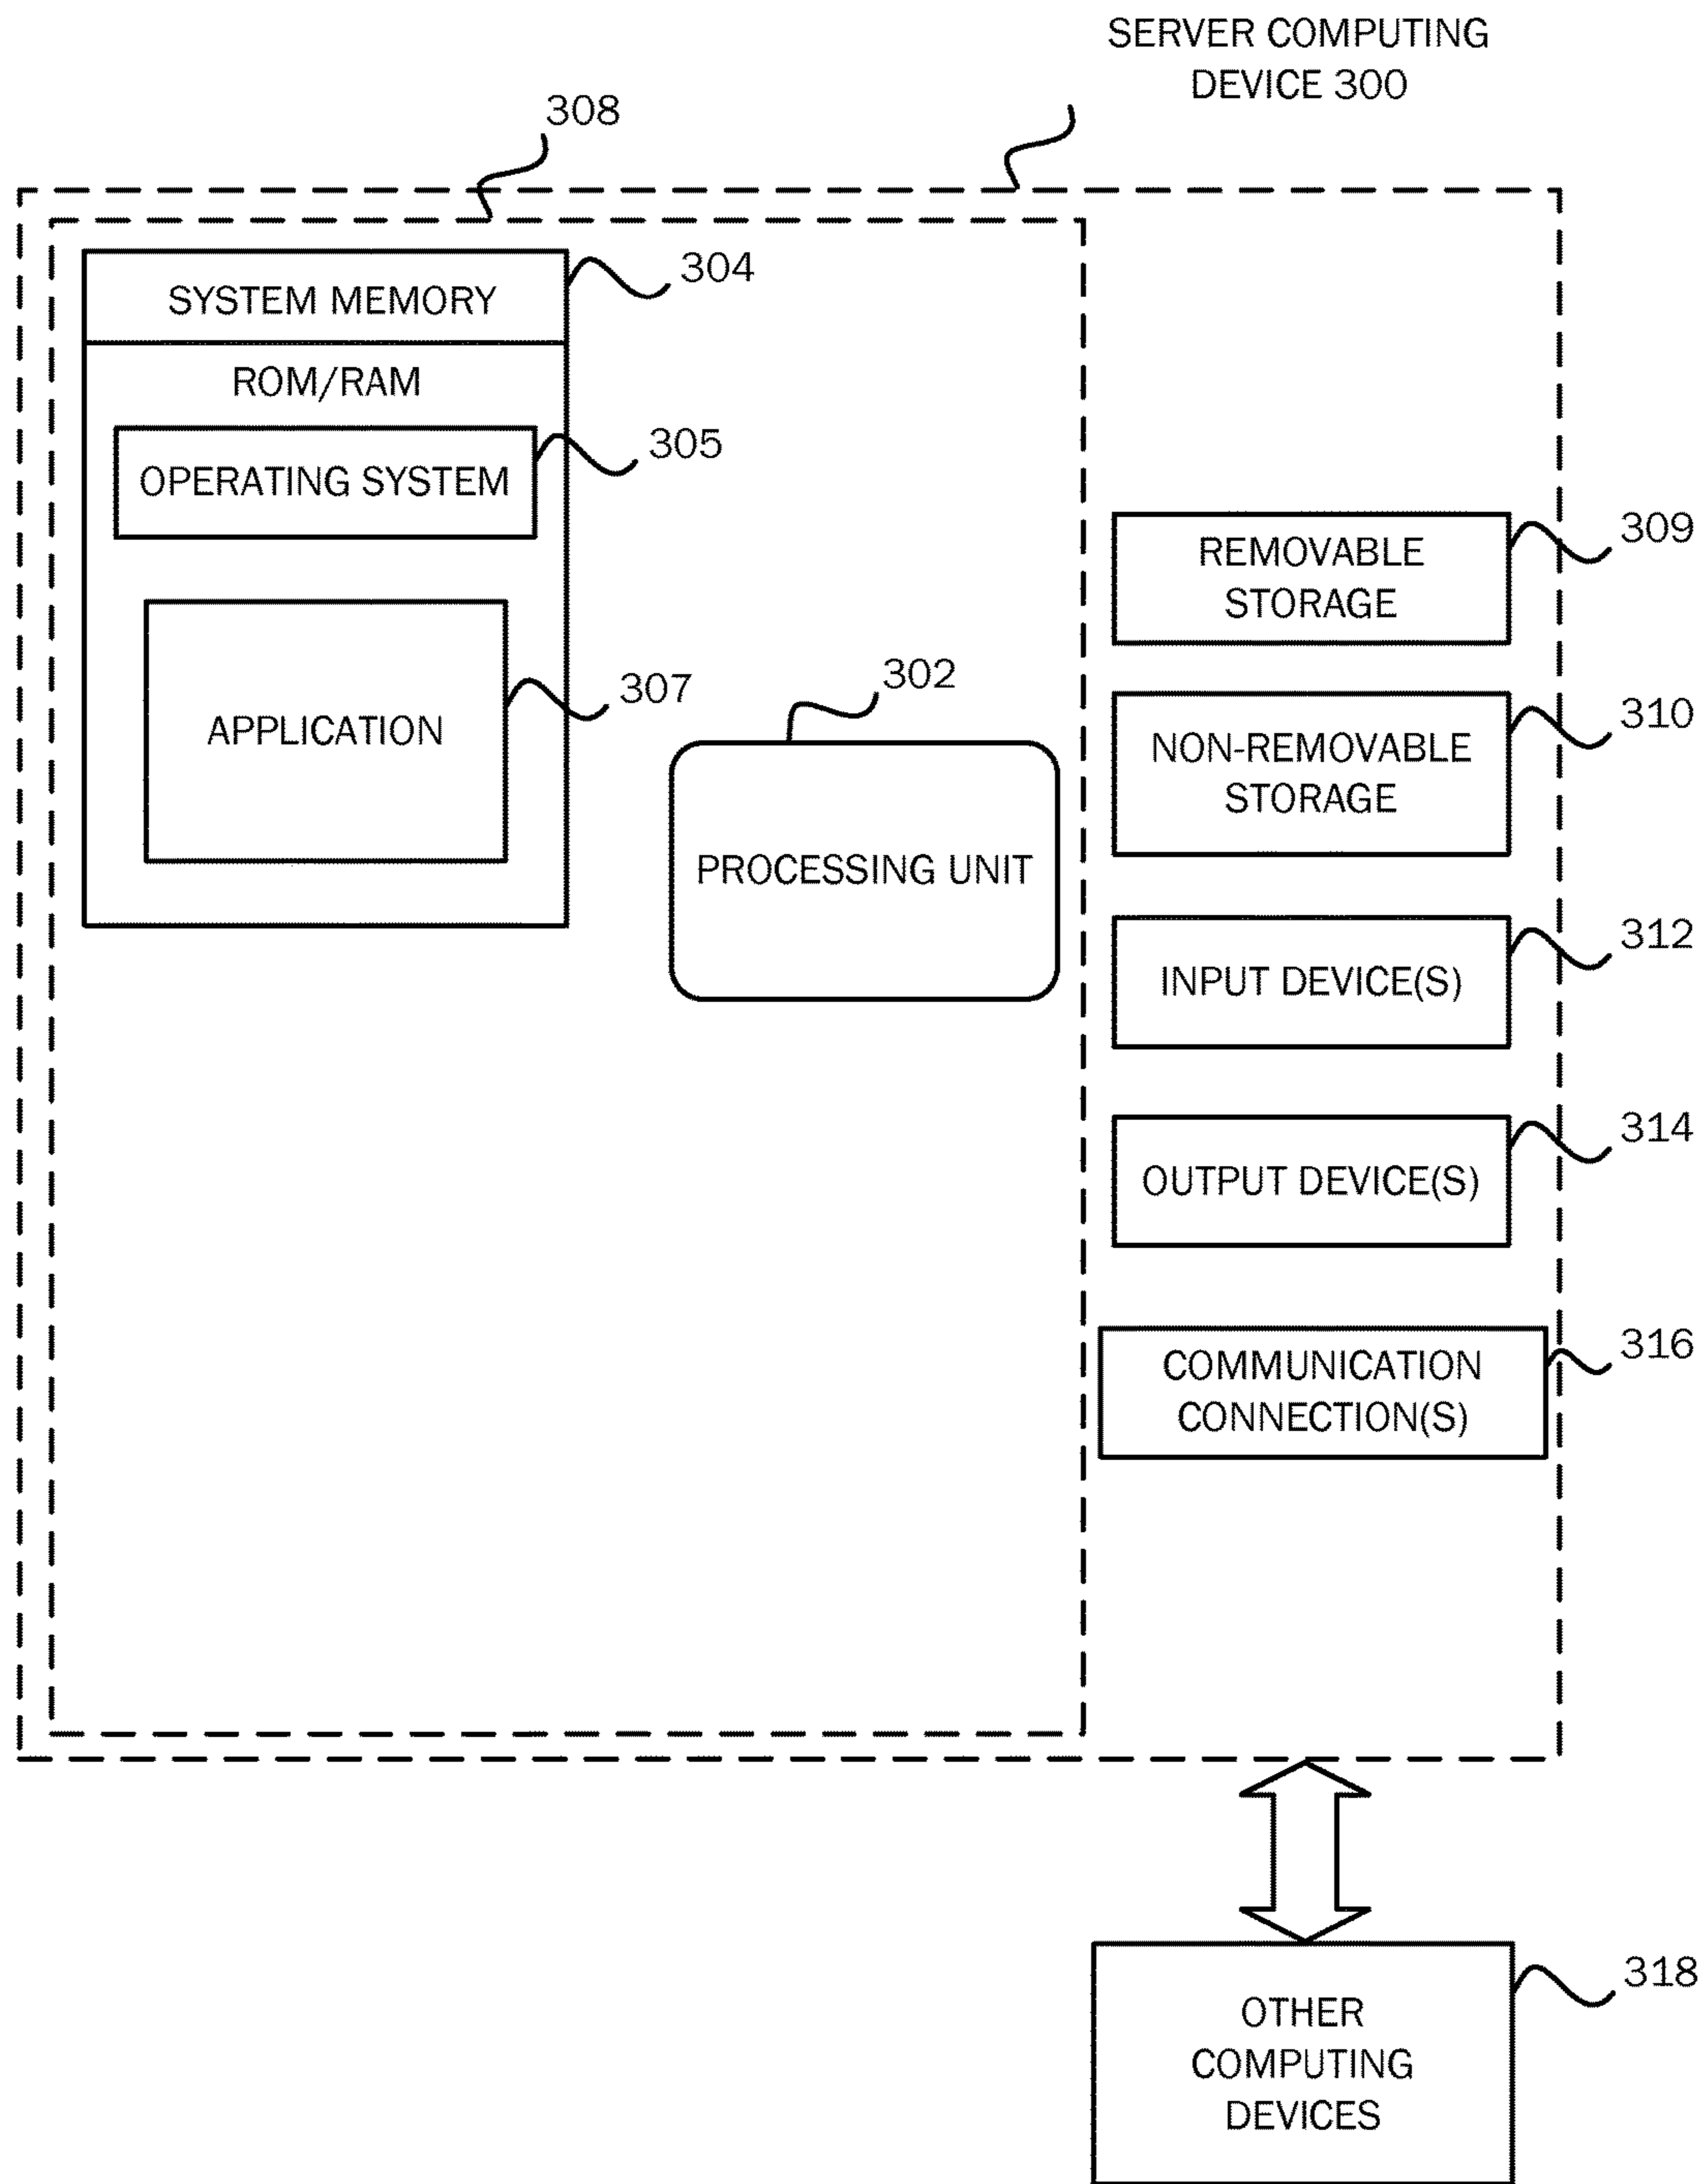 SERVER COMPUTING
DEVICE 300
308
304
SYSTEM MEMORY
ROM/RAM
305
OPERATING SYSTEM
309
REMOVABLE
STORAGE
307
APPLICATION
302
PROCESSING UNIT
310
NON-REMOVABLE
STORAGE
312
INPUT DEVICE(S)
314
OUTPUT DEVICE(S)
316
COMMUNICATION
CONNECTION(S)
318
OTHER
COMPUTING
DEVICES